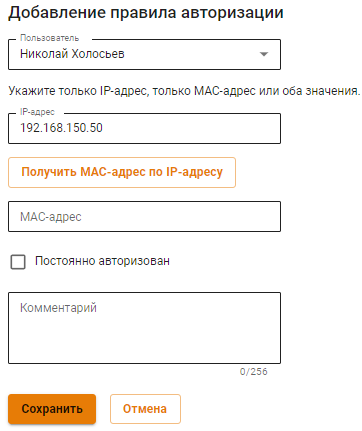 Добавление правила авторизации
Пользователь
Николай Холосьев
Укажите только IP-адрес, только MAC-адрес или оба значения.
IP-адрес
192.168.150.50
Получить MAC-адрес по IP-адресу
MAC-адрес
Постоянно авторизован
Комментарий
0/256
Сохранить Отмена